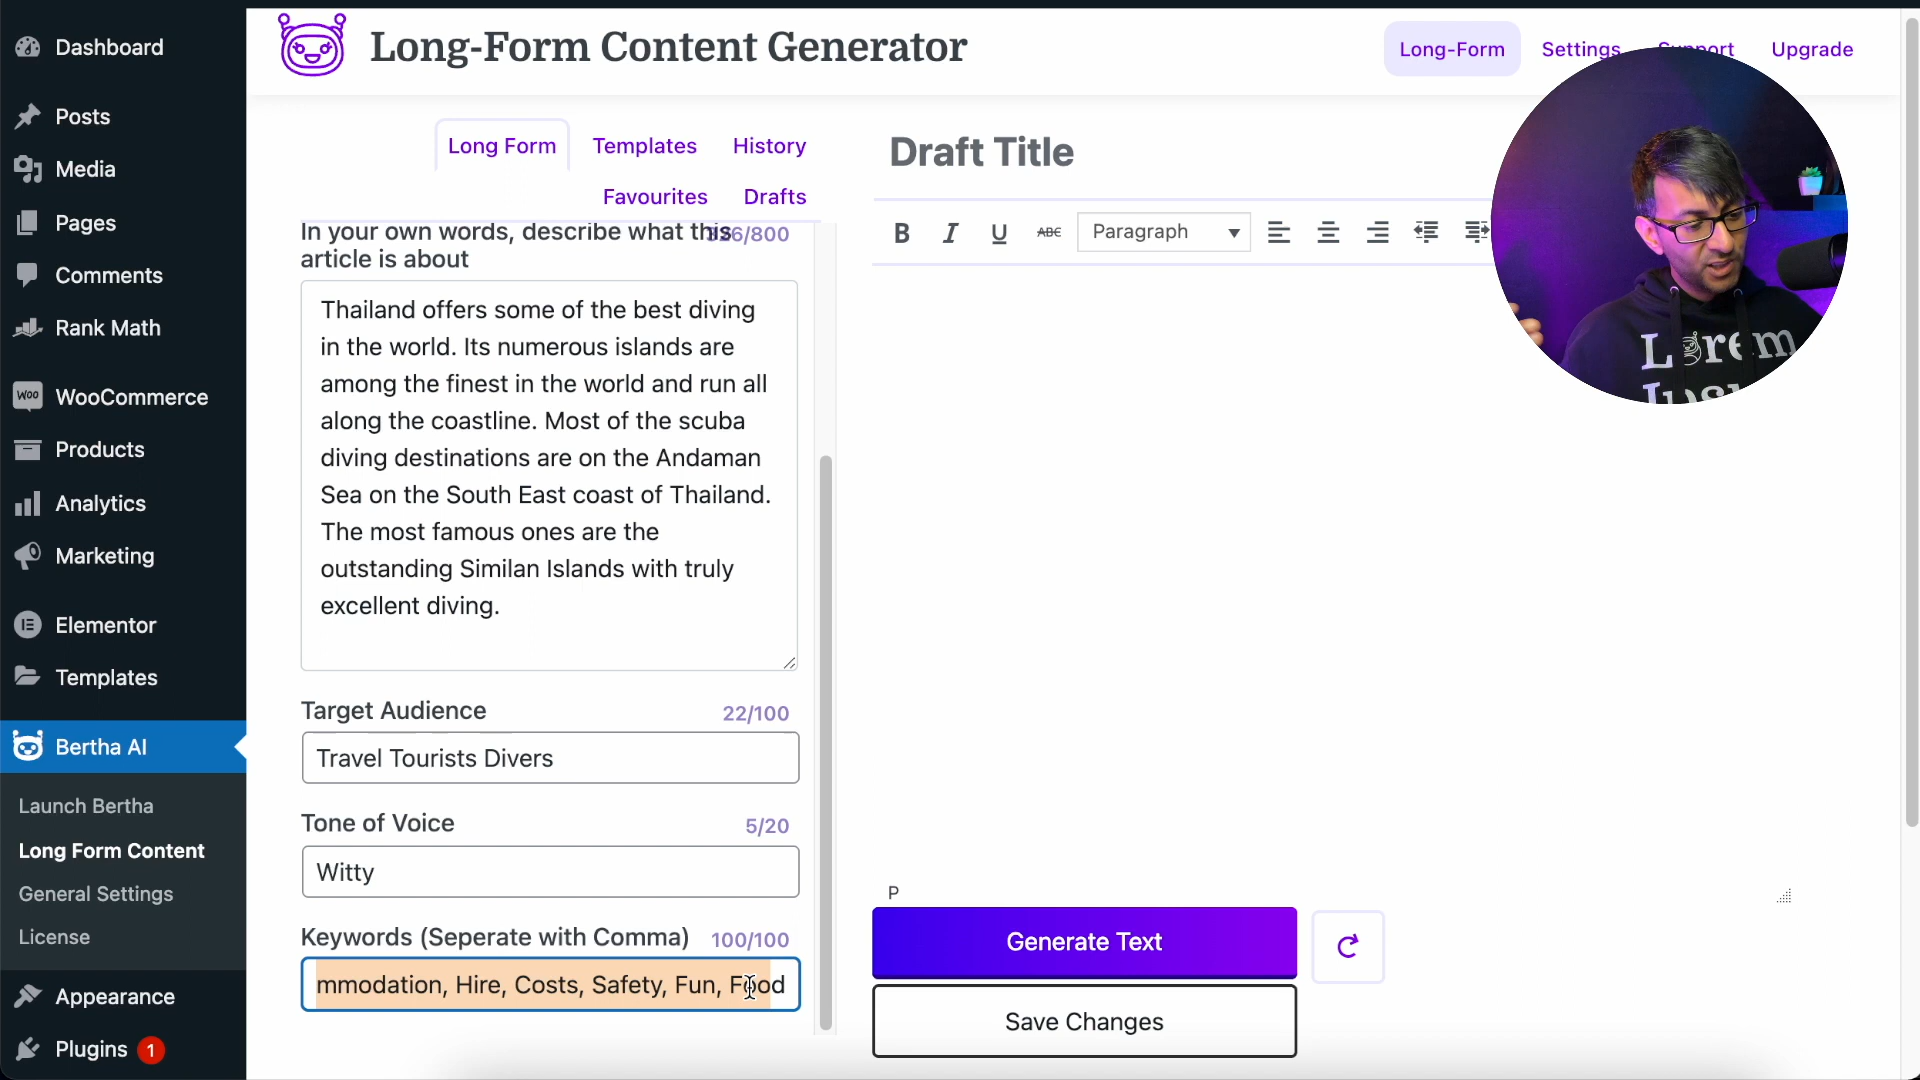 Dashboard
Posts
Media
Pages
Comments
Rank Math
WOO WooCommerce
Products
Analytics
Marketing
Elementor
Templates
Bertha AI
Launch Bertha
Long Form Content
General Settings
License
Appearance
Plugins 1
Long-Form Content Generator
Long-Form Settings Support Upgrade
Long Form Templates History
Favourites Drafts
In your own words, describe what this
article is about
/800
Thailand offers some of the best diving
in the world. Its numerous islands are
among the finest in the world and run all
along the coastline. Most of the scuba
diving destinations are on the Andaman
Sea on the South East coast of Thailand.
The most famous ones are the
outstanding Similan Islands with truly
excellent diving.
Target Audience 22/100
Travel Tourists Divers
Tone of Voice 5/20
Witty
Keywords (Seperate with Comma) 100/100
mmodation, Hire, Costs, Safety, Fun, Food
Draft Title
B I U ABC Paragraph
P
Generate Text
Save Changes
Lorem